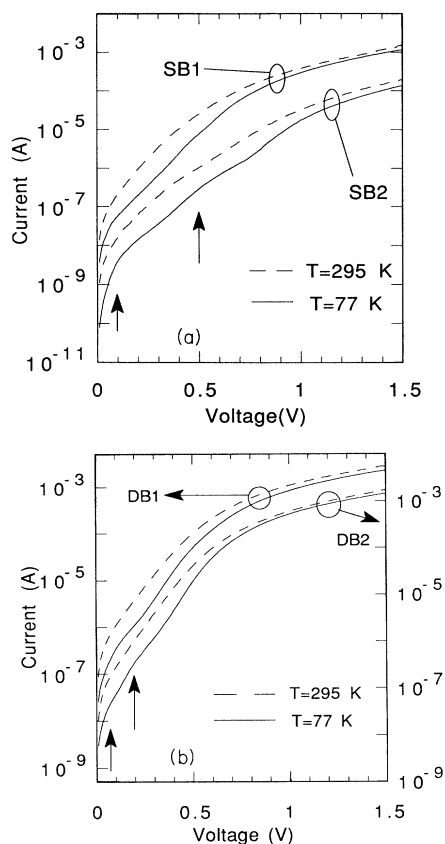 10⁻³
10⁻⁵
10⁻⁷
10⁻⁹
10⁻¹¹
Current (A)
SB1
SB2
T=295 K
T=77 K
(a)
0
0.5
1
1.5
Voltage(V)
10⁻³
10⁻⁵
10⁻⁷
10⁻⁹
Current (A)
DB1
DB2
10⁻³
10⁻⁵
10⁻⁷
10⁻⁹
T=295 K
T=77 K
(b)
0
0.5
1
1.5
Voltage (V)